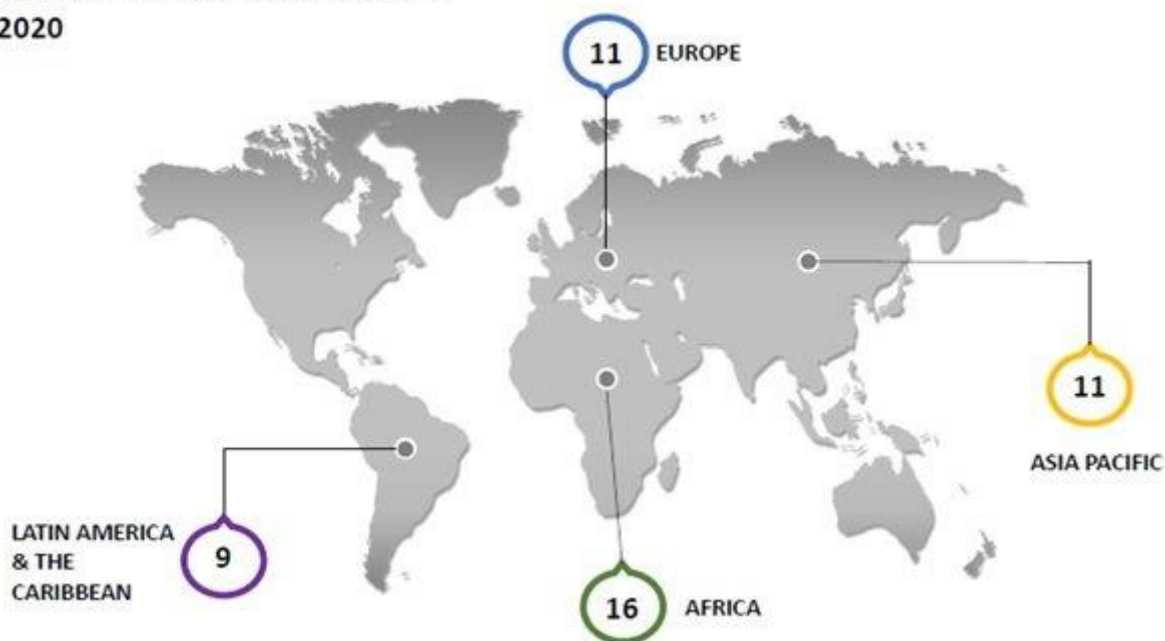 2020
11 EUROPE
11
ASIA PACIFIC
LATIN AMERICA
& THE
CARIBBEAN
9
16 AFRICA